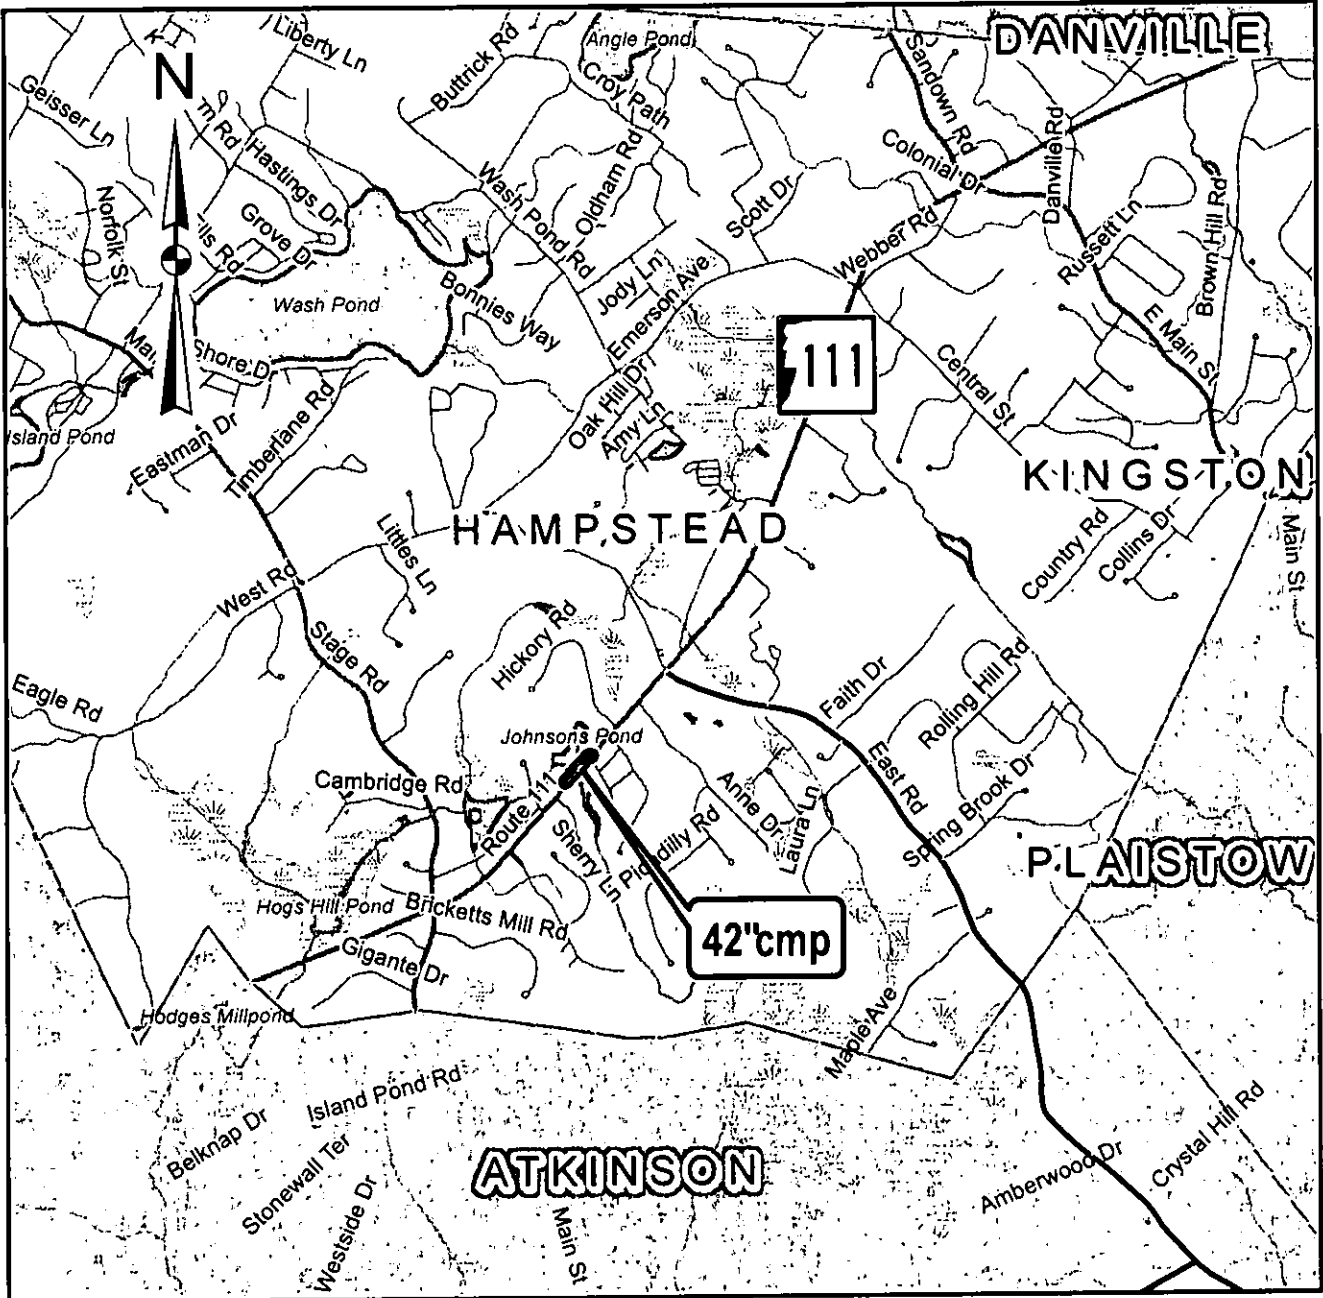 DANVILLE
Liberty Ln
Buttrick Rd
Angle Pond
Croy Path
Sandown Rd
N
Geisser Ln
m Rd
Hastings Dr
Colonial Dr
Danville Rd
Norfolk St
Grove Dr
lls Rd
Wash Pond Rd
Oldham Rd
Scott Dr
Webber Rd
Russett Ln
Brown Hill Rd
Wash Pond
Bonnies Way
Jody Ln
Emerson Ave
E Main St
Mai
Shore D
111
Central St
Oak Hill Dr
Amy Ln
Island Pond
Eastman Dr
Timberlane Rd
KINGSTON
HAMPSTEAD
Littles Ln
Country Rd
Collins Dr
Main St
West Rd
Stage Rd
Hickory Rd
Eagle Rd
Faith Dr
Rolling Hill Rd
Johnsons Pond
Cambridge Rd
Route 111
Anne Dr
Laura Ln
East Rd
Spring Brook Dr
Sherry Ln
Picadilly Rd
PLAISTOW
Hogs Hill Pond
Bricketts Mill Rd
42"cmp
Gigante Dr
Hodges Millpond
Maple Ave
Island Pond Rd
Belknap Dr
Stonewall Ter
Westside Dr
ATKINSON
Main St
Amberwood Dr
Crystal Hill Rd